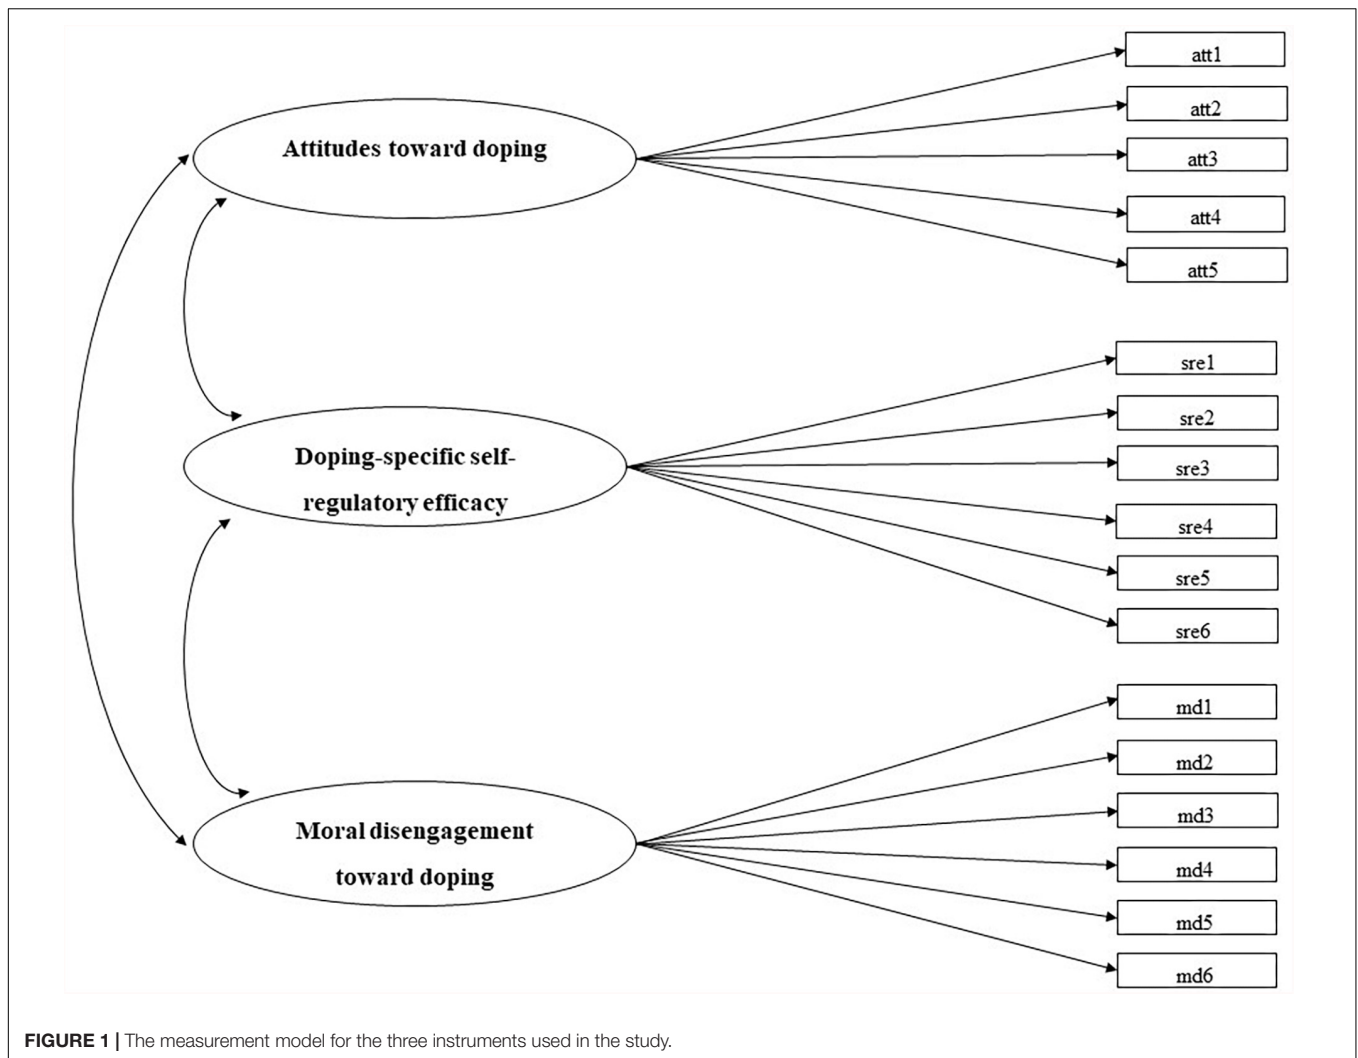 att1
att2
Attitudes toward doping
att3
att4
att5
sre1
sre2
Doping-specific self-
regulatory efficacy
sre3
sre4
sre5
sre6
md1
md2
md3
Moral disengagement
toward doping
md4
md5
md6
FIGURE 1 | The measurement model for the three instruments used in the study.